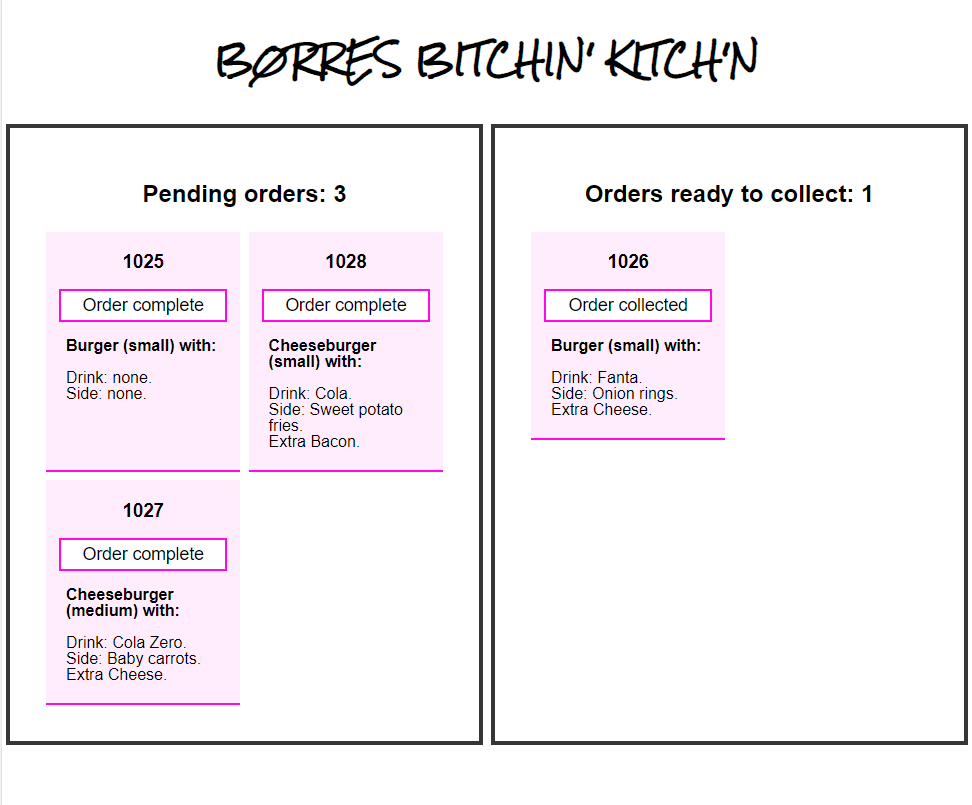 BØRRES BITCHIN' KITCH'N
Pending orders: 3
1025
Order complete
Burger (small) with:
Drink: none.
Side: none.
1028
Order complete
Cheeseburger
(small) with:
Drink: Cola.
Side: Sweet potato
fries.
Extra Bacon.
1027
Order complete
Cheeseburger
(medium) with:
Drink: Cola Zero.
Side: Baby carrots.
Extra Cheese.
Orders ready to collect: 1
1026
Order collected
Burger (small) with:
Drink: Fanta.
Side: Onion rings.
Extra Cheese.